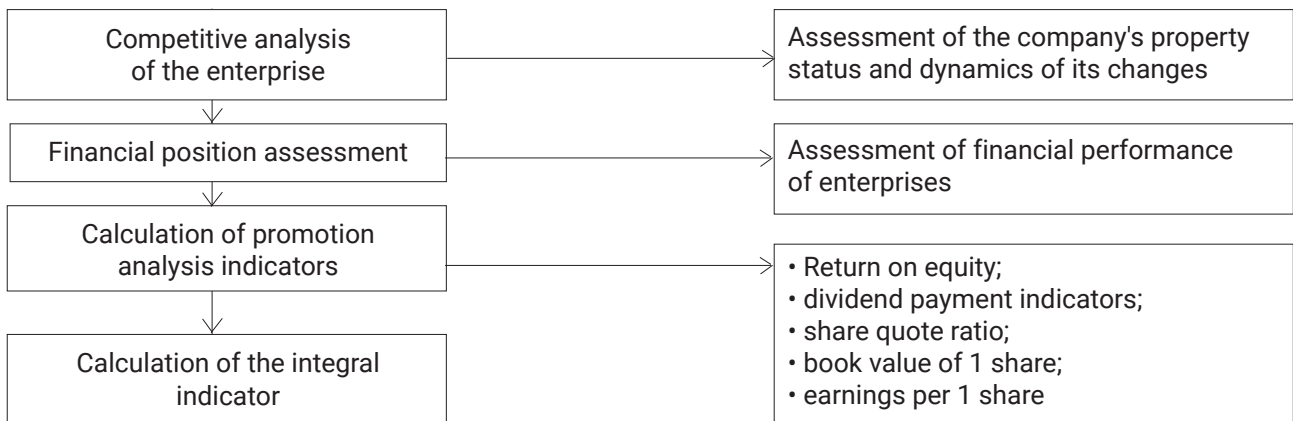 Competitive analysis
of the enterprise
Assessment of the company's property
status and dynamics of its changes
Financial position assessment
Assessment of financial performance
of enterprises
Calculation of promotion
analysis indicators
• Return on equity;
• dividend payment indicators;
• share quote ratio;
• book value of 1 share;
• earnings per 1 share
Calculation of the integral
indicator